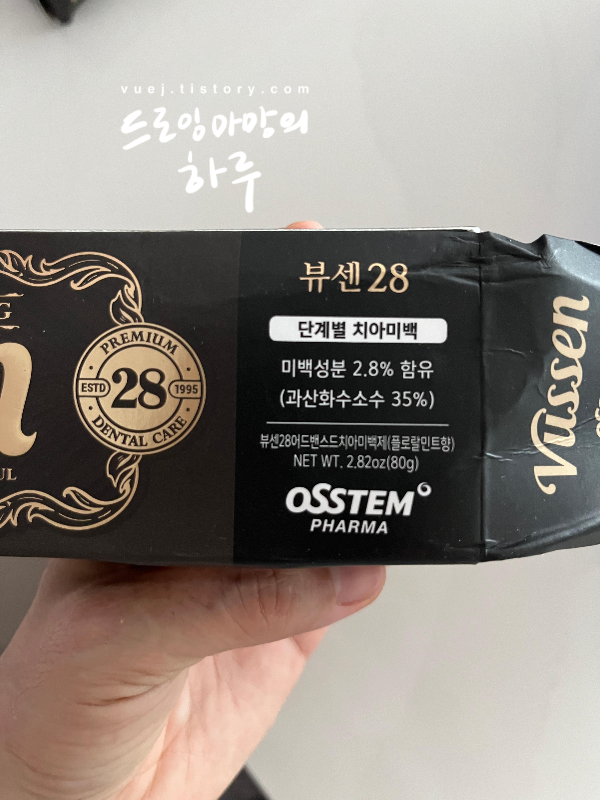 vuej.tistory.com
드로잉아망의
하루
G
n
UL
PREMIUM
ESTD 28 1995
DENTAL CARE
뷰센28
단계별 치아미백
미백성분 2.8% 함유
(과산화수소수 35%)
뷰센28어드밴스드치아미백제(플로랄민트향)
NET WT. 2.82oz(80g)
OSSTEM
PHARMA
Vussen